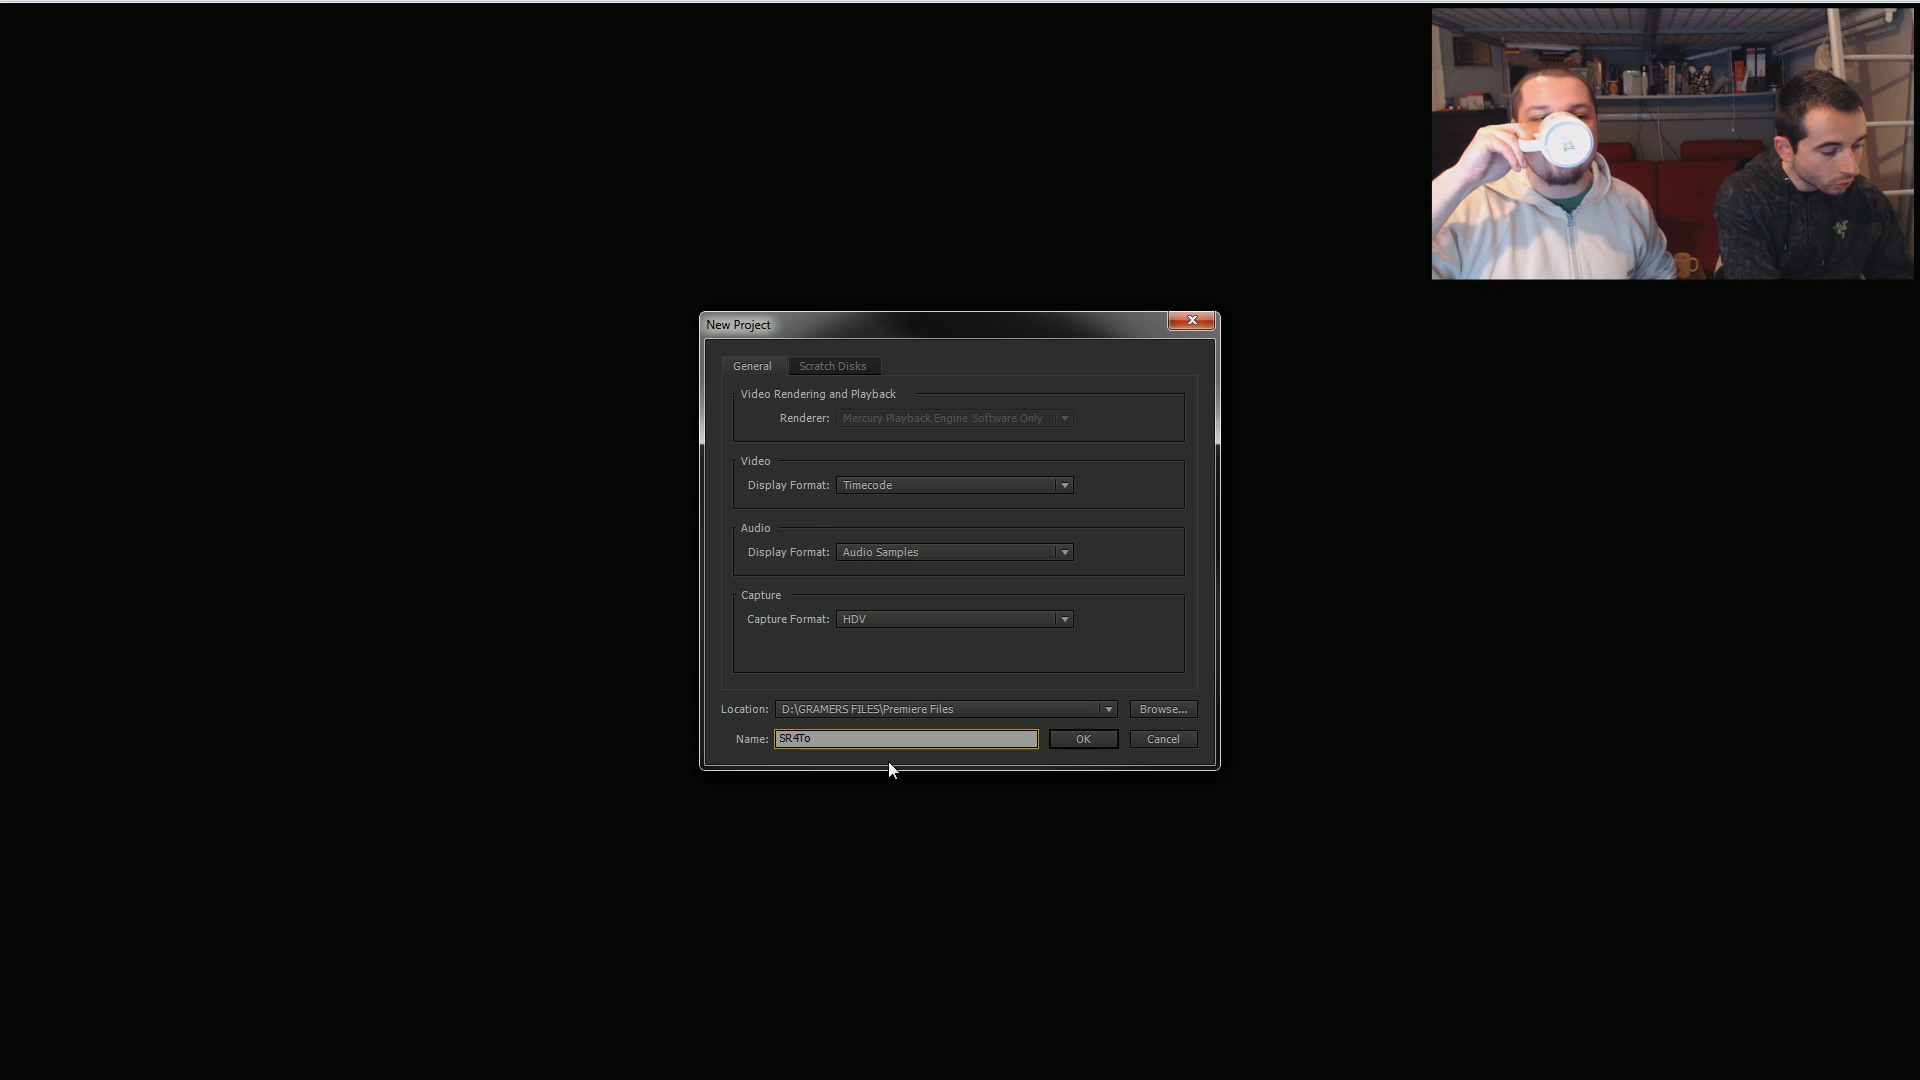 New Project
General
Scratch Disks
Video Rendering and Playback
Renderer: Mercury Playback Engine Software Only
Video
Display Format: Timecode
Audio
Display Format: Audio Samples
Capture
Capture Format: HDV
Location: D:\GRAMERS FILES\Premiere Files Browse...
Name: SR4To OK Cancel